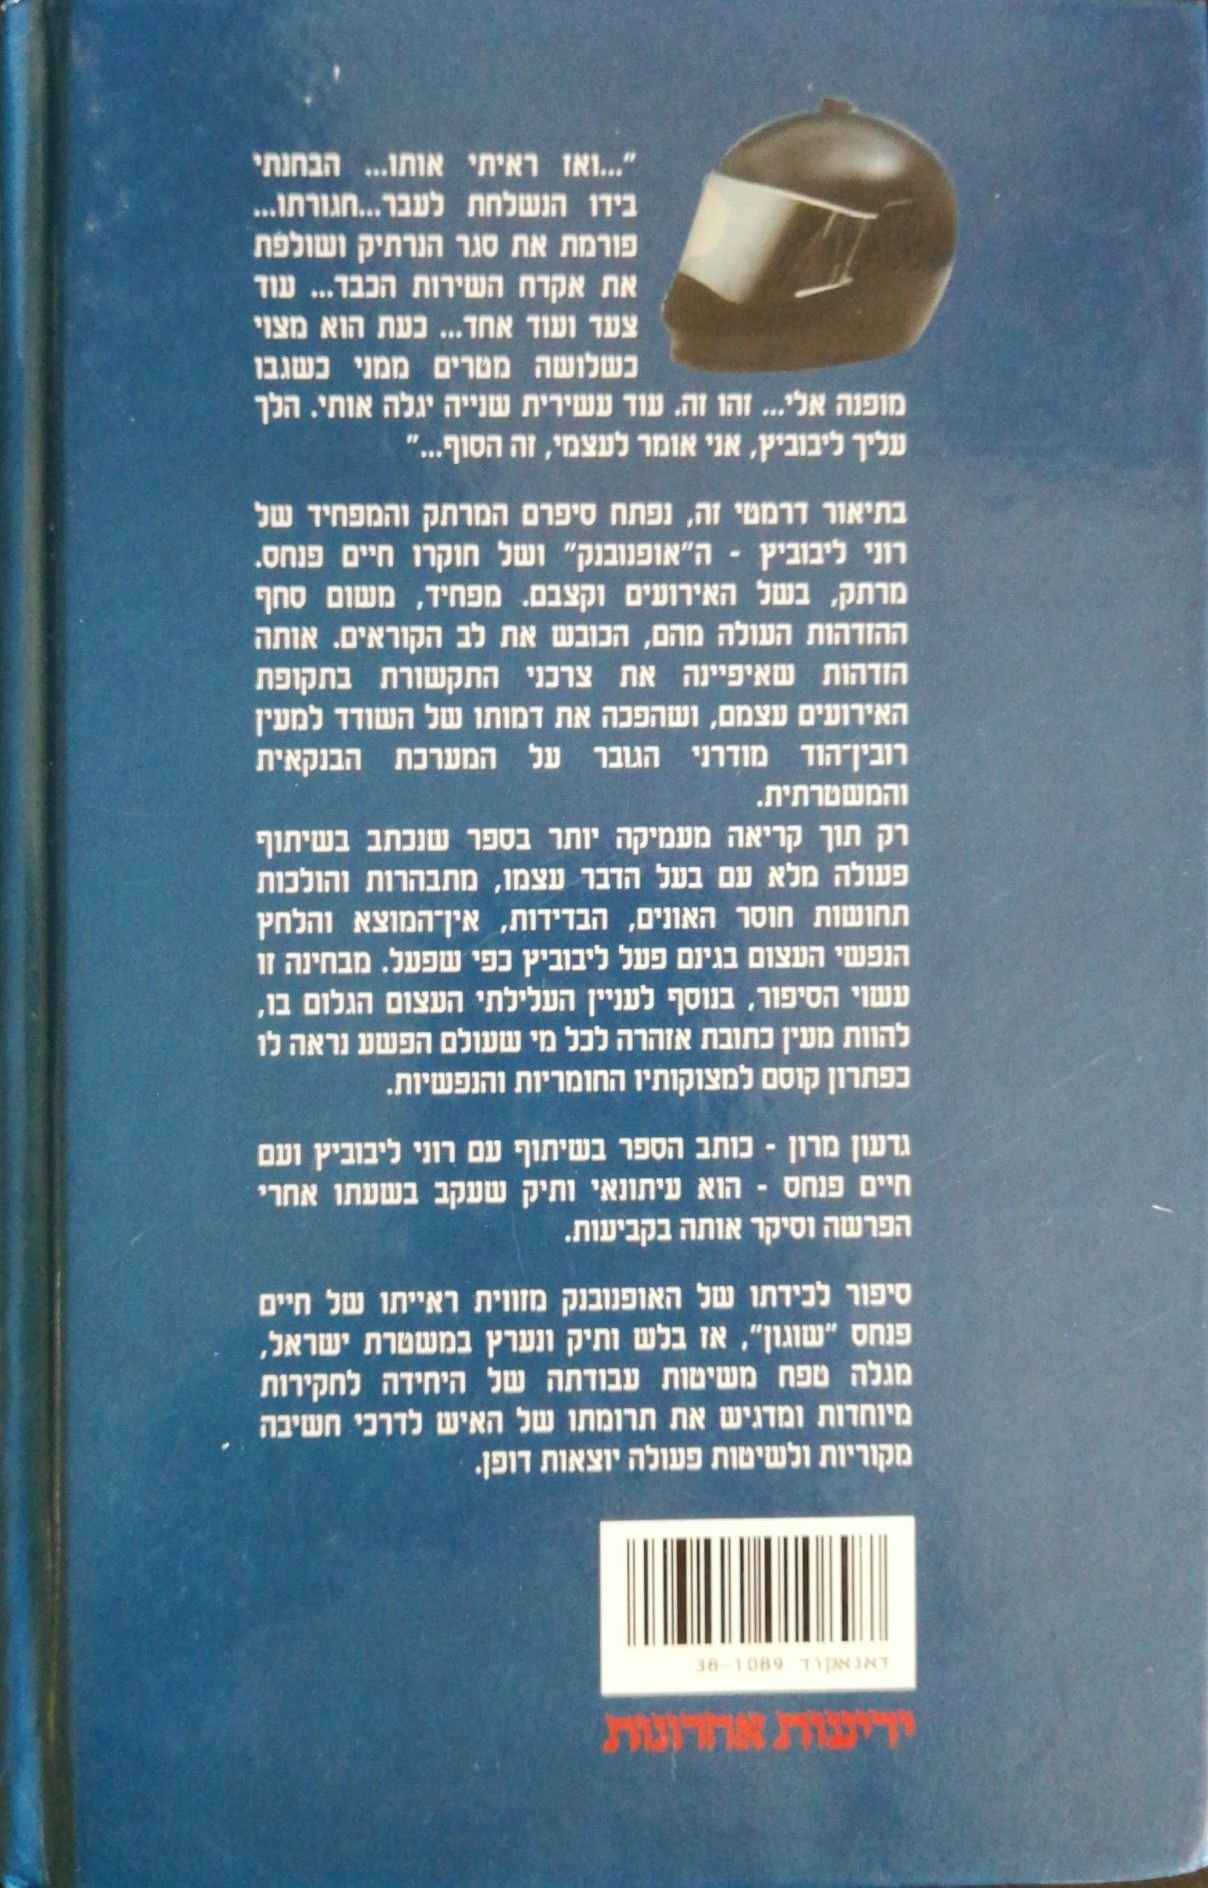 "...ואז ראיתי אותו... הבחנתי
בידו הנשלחת לעבר...חגורתו...
פורמת את סגר הנרתיק ושולפת
את אקדח השירות הכבד... עוד
צעד ועוד אחד... כעת הוא מצוי
כשלושה מטרים ממני כשגבו
מופנה אלי... זהו זה. עוד עשירית שנייה יגלה אותי. הלך
עליך ליבוביץ, אני אומר לעצמי, זה הסוף..."
בתיאור דרמטי זה, נפתח סיפרם המרתק והמפחיד של
רוני ליבוביץ - ה"אופנובנק" ושל חוקרו חיים פנחס.
מרתק, בשל האירועים וקצבם. מפחיד, משום סחף
ההזדהות העולה מהם, הכובש את לב הקוראים. אותה
הזדהות שאיפיינה את צרכני התקשורת בתקופת
האירועים עצמם, ושהפכה את דמותו של השודד למעין
רובין־הוד מודרני הגובר על המערכת הבנקאית
והמשטרתית.
רק תוך קריאה מעמיקה יותר בספר שנכתב בשיתוף
פעולה מלא עם בעל הדבר עצמו, מתבהרות והולכות
תחושות חוסר האונים, הבדידות, אין־המוצא והלחץ
הנפשי העצום בגינם פעל ליבוביץ כפי שפעל. מבחינה זו
עשוי הסיפור, בנוסף לעניין העלילתי העצום הגלום בו,
להוות מעין כתובת אזהרה לכל מי שעולם הפשע נראה לו
כפתרון קוסם למצוקותיו החומריות והנפשיות.
גדעון מרון - כותב הספר בשיתוף עם רוני ליבוביץ ועם
חיים פנחס - הוא עיתונאי ותיק שעקב בשעתו אחרי
הפרשה וסיקר אותה בקביעות.
סיפור לכידתו של האופנובנק מזווית ראייתו של חיים
פנחס "שוגון", אז בלש ותיק ונערץ במשטרת ישראל,
מגלה טפח משיטות עבודתה של היחידה לחקירות
מיוחדות ומדגיש את תרומתו של האיש לדרכי חשיבה
מקוריות ולשיטות פעולה יוצאות דופן.
דאנאקוד 38-1089
ידיעות אחרונות